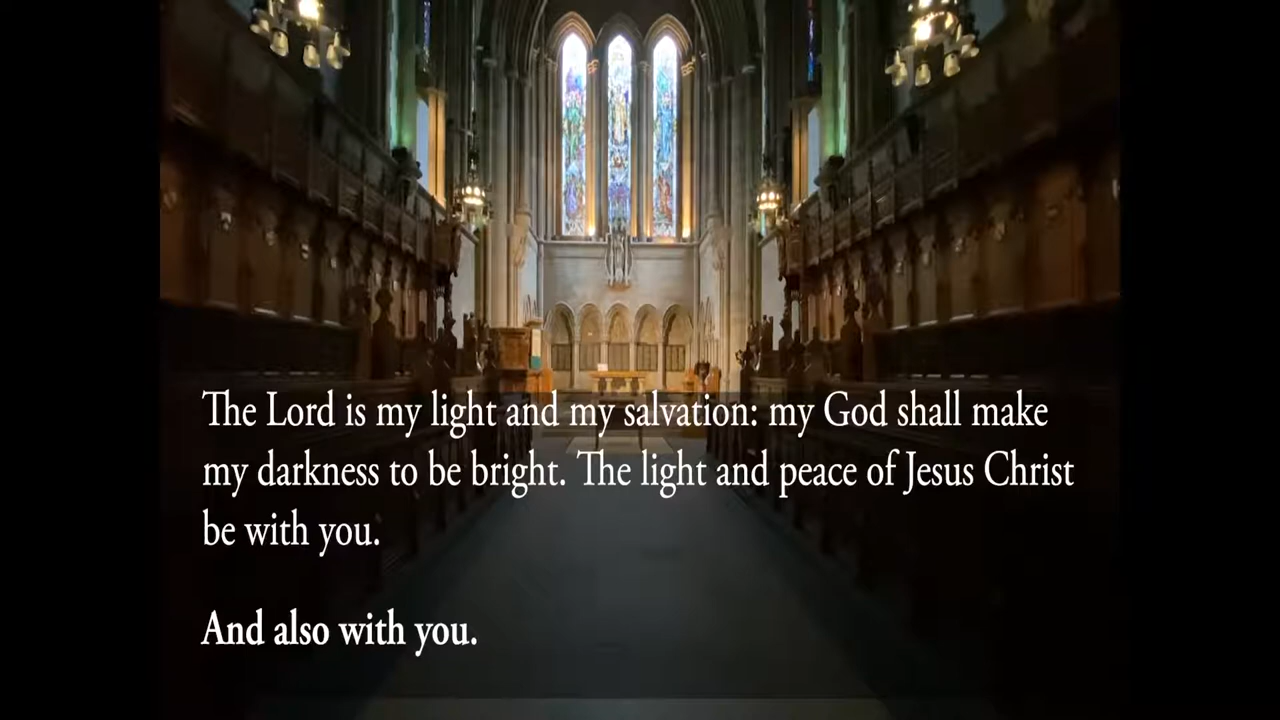 The Lord is my light and my salvation: my God shall make
my darkness to be bright. The light and peace of Jesus Christ
be with you.
And also with you.